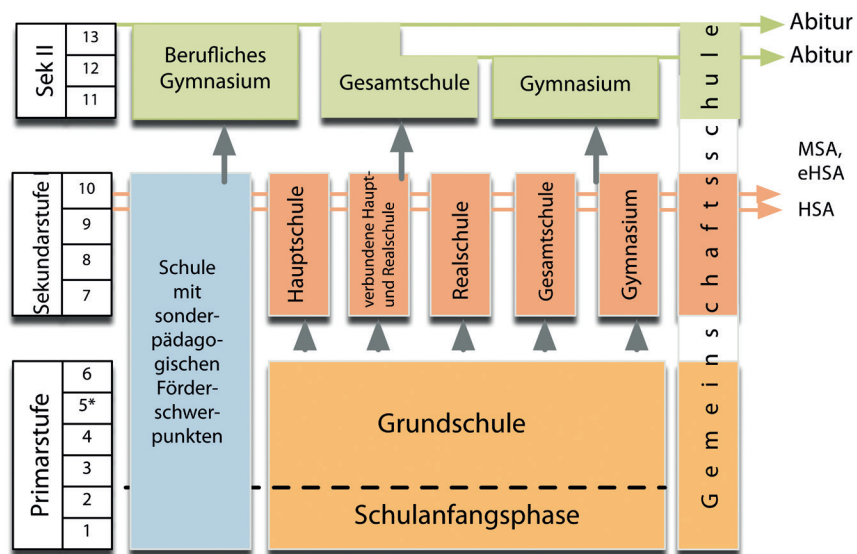 Sek II
13
12
11
Berufliches
Gymnasium
Gesamtschule
Gymnasium
Abitur
Abitur
Sekundarstufe I
10
9
8
7
Hauptschule
verbundene Haupt-
und Realschule
Realschule
Gesamtschule
Gymnasium
MSA,
eHSA
HSA
Schule
mit
sonder-
pädago-
gischen
Förder-
schwer-
punkten
Primarstufe
6
5*
4
3
2
1
Grundschule
Schulanfangsphase
Gemeinschaftsschule